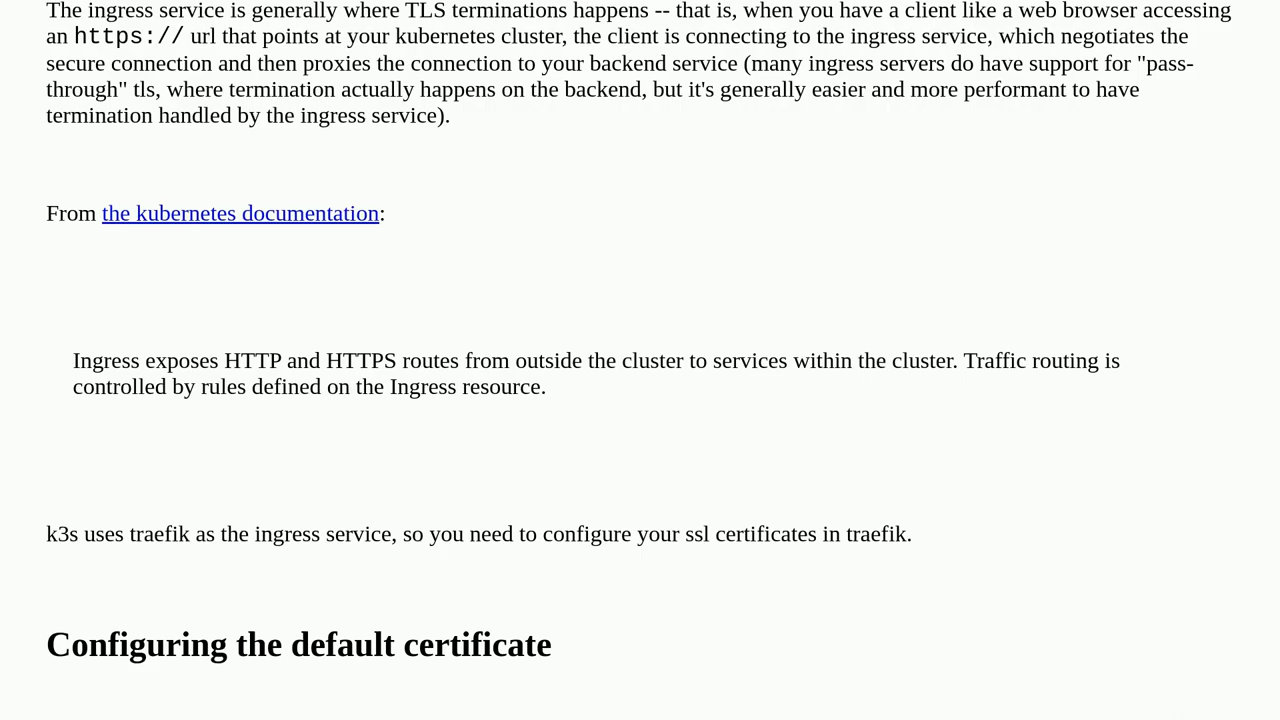 The ingress service is generally where TLS terminations happens -- that is, when you have a client like a web browser accessing
an https:// url that points at your kubernetes cluster, the client is connecting to the ingress service, which negotiates the
secure connection and then proxies the connection to your backend service (many ingress servers do have support for "pass-
through" tls, where termination actually happens on the backend, but it's generally easier and more performant to have
termination handled by the ingress service).
From the kubernetes documentation:
Ingress exposes HTTP and HTTPS routes from outside the cluster to services within the cluster. Traffic routing is
controlled by rules defined on the Ingress resource.
k3s uses traefik as the ingress service, so you need to configure your ssl certificates in traefik.
Configuring the default certificate